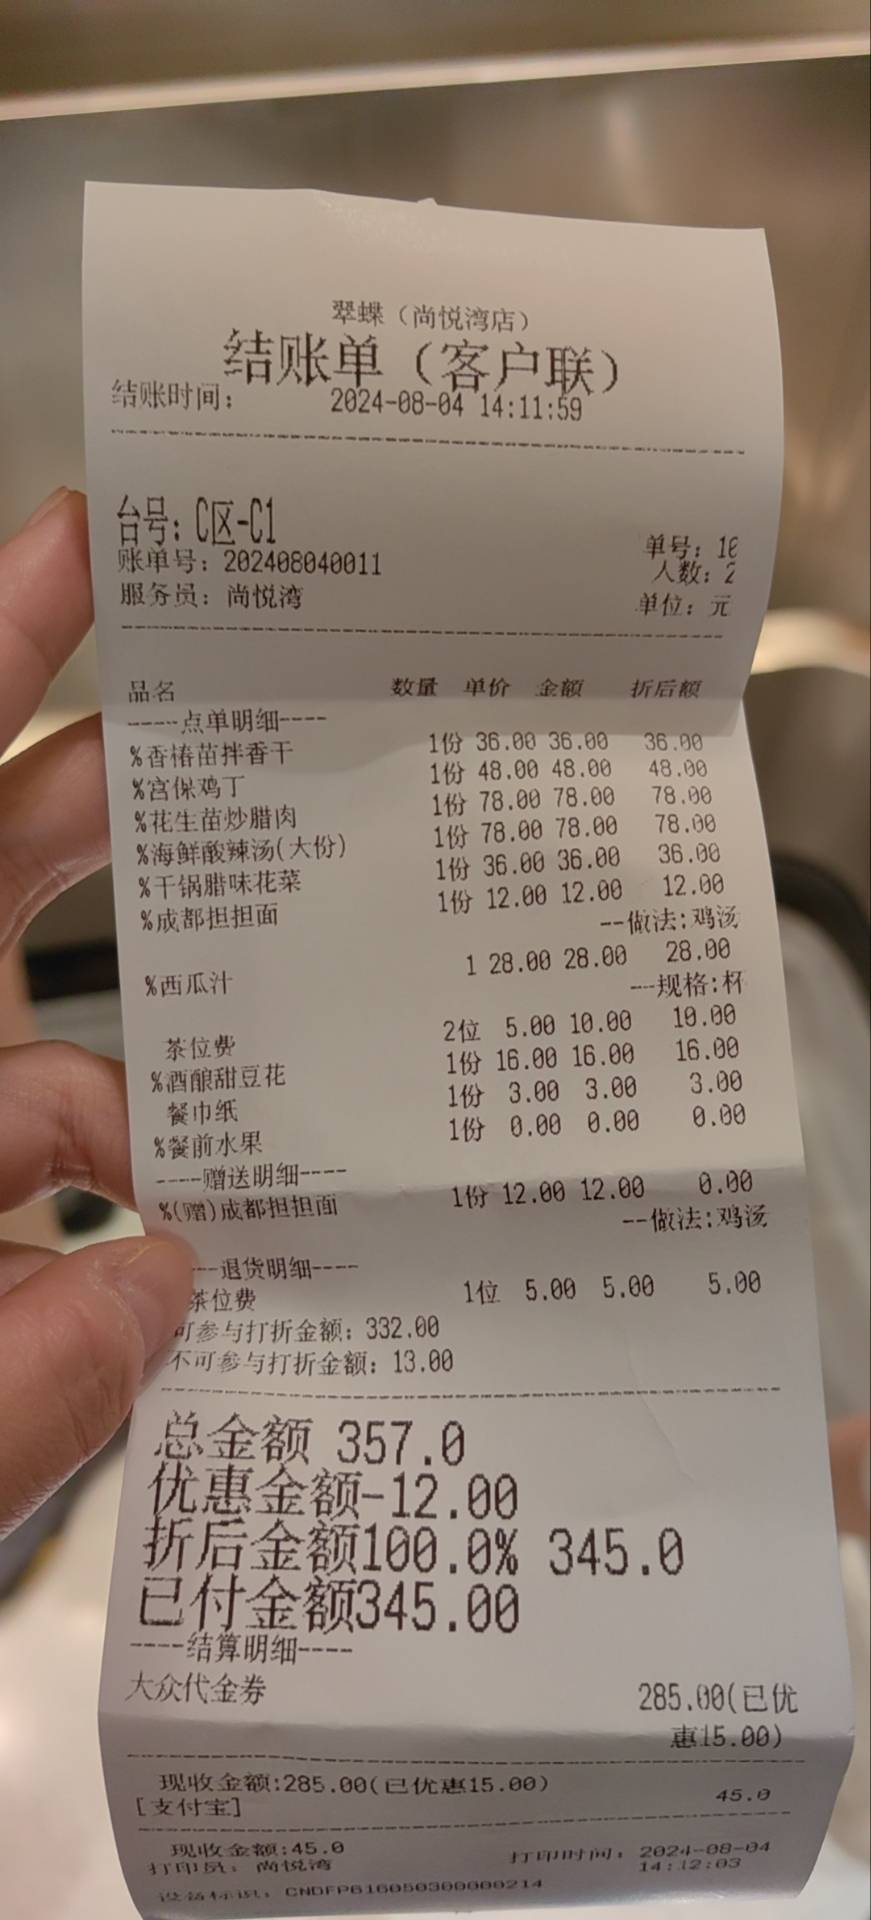 翠蝶（尚悦湾店）
结账单（客户联）
结账时间： 2024-08-04 14:11:59
台号：C区-C1
账单号：202408040011 单号：
服务员：尚悦湾 人数：2
单位：元
品名 数量 单价 金额 折后额
----点单明细----
%香椿苗拌香干 1份 36.00 36.00 36.00
%宫保鸡丁 1份 48.00 48.00 48.00
%花生苗炒腊肉 1份 78.00 78.00 78.00
%海鲜酸辣汤(大份) 1份 78.00 78.00 78.00
%干锅腊味花菜 1份 36.00 36.00 36.00
%成都担担面 1份 12.00 12.00 12.00
--做法:鸡汤
%西瓜汁 1 28.00 28.00 28.00
--规格:杯
茶位费 2位 5.00 10.00 10.00
%酒酿甜豆花 1份 16.00 16.00 16.00
餐巾纸 1份 3.00 3.00 3.00
%餐前水果 1份 0.00 0.00 0.00
----赠送明细----
%(赠)成都担担面 1份 12.00 12.00 0.00
--做法:鸡汤
---退货明细----
茶位费 1位 5.00 5.00 5.00
可参与打折金额：332.00
不可参与打折金额：13.00
总金额 357.0
优惠金额-12.00
折后金额100.0% 345.0
已付金额345.00
----结算明细----
大众代金券 285.00(已优
惠15.00)
现收金额:285.00(已优惠15.00)
[支付宝] 45.0
现收金额:45.0
打印员：尚悦湾 打印时间：2024-08-04
14:12:03
设备标识：CNDFP616050300000214